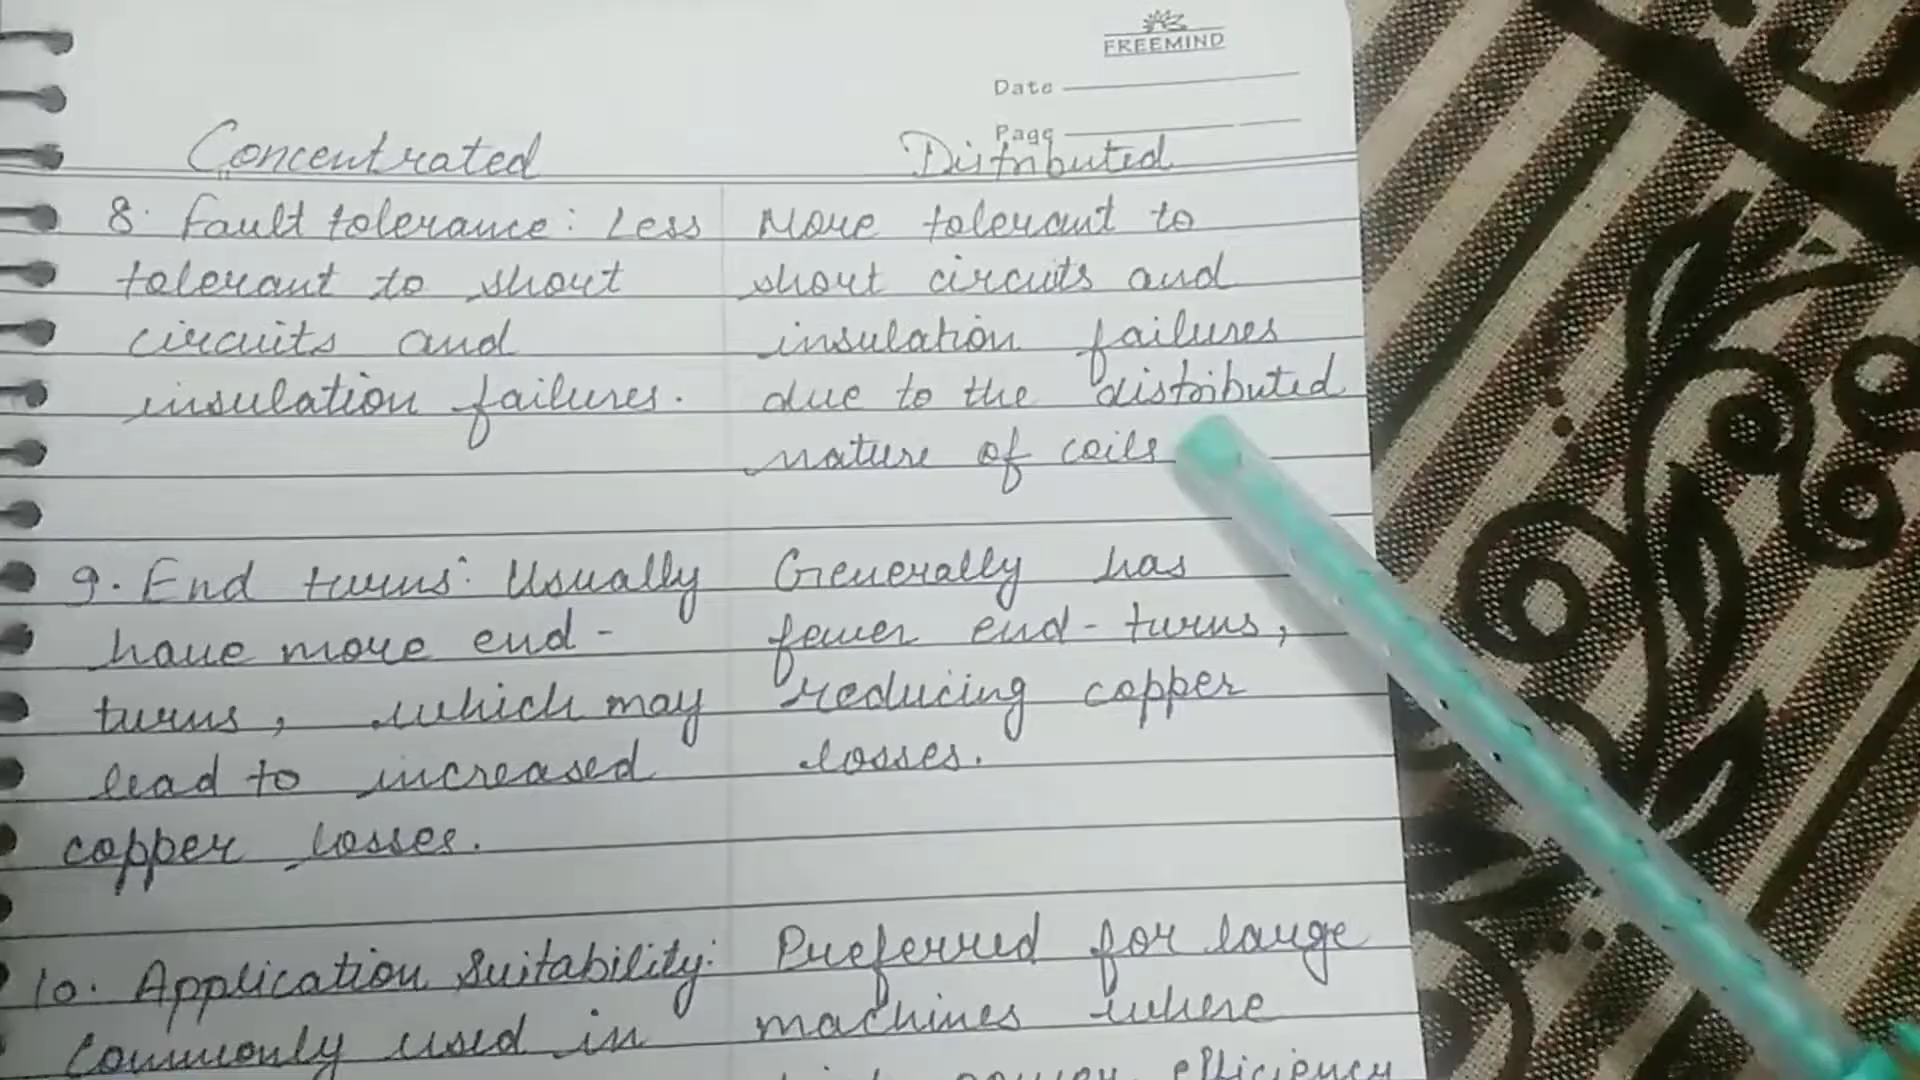 FREEMIND
Date
Page
Concentrated
Distributed
8. Fault tolerance: Less
tolerant to short
circuits and
insulation failures.
More tolerant to
short circuits and
insulation failures
due to the distributed
nature of coils
9. End turns: Usually
have more end-
turns, which may
lead to increased
copper losses.
Generally has
fewer end-turns,
reducing copper
losses.
10. Application Suitability:
Commonly used in
Preferred for large
machines where
power efficiency